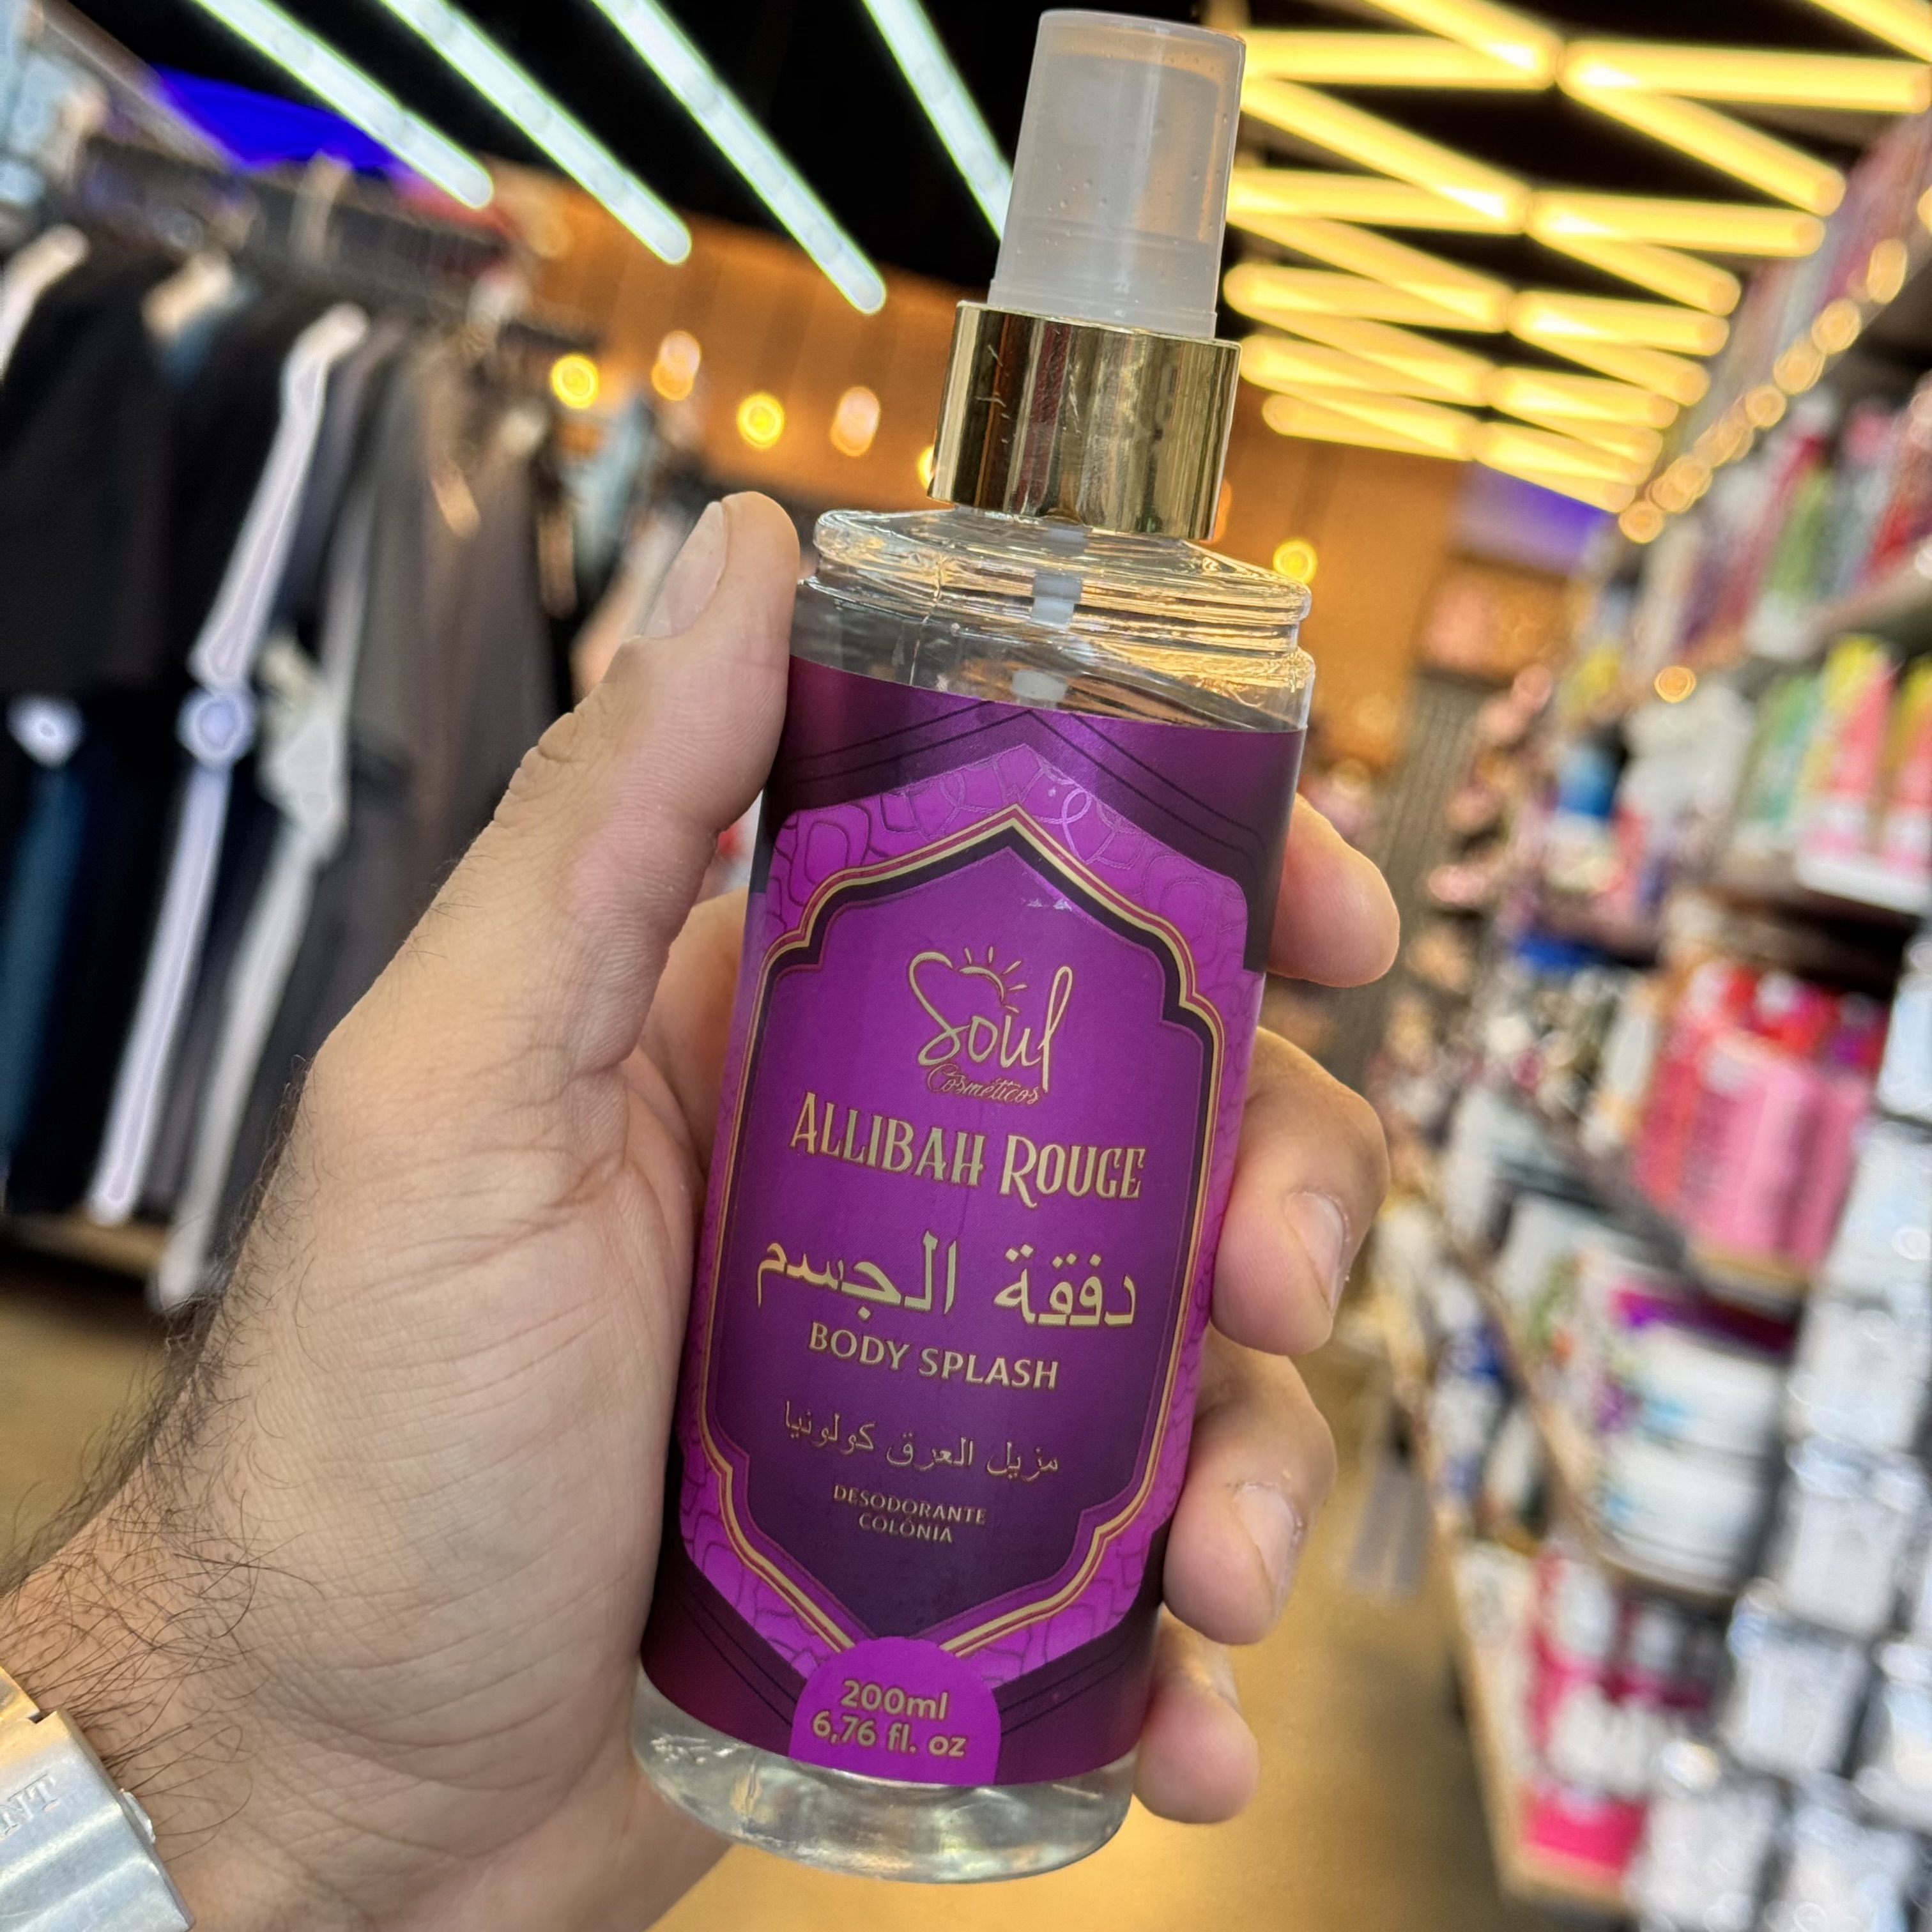 Soul
Cosméticos
ALLIBAH ROUGE
دفقة الجسم
BODY SPLASH
مزيل العرق كولونيا
DESODORANTE
COLÔNIA
200ml
6,76 fl. oz